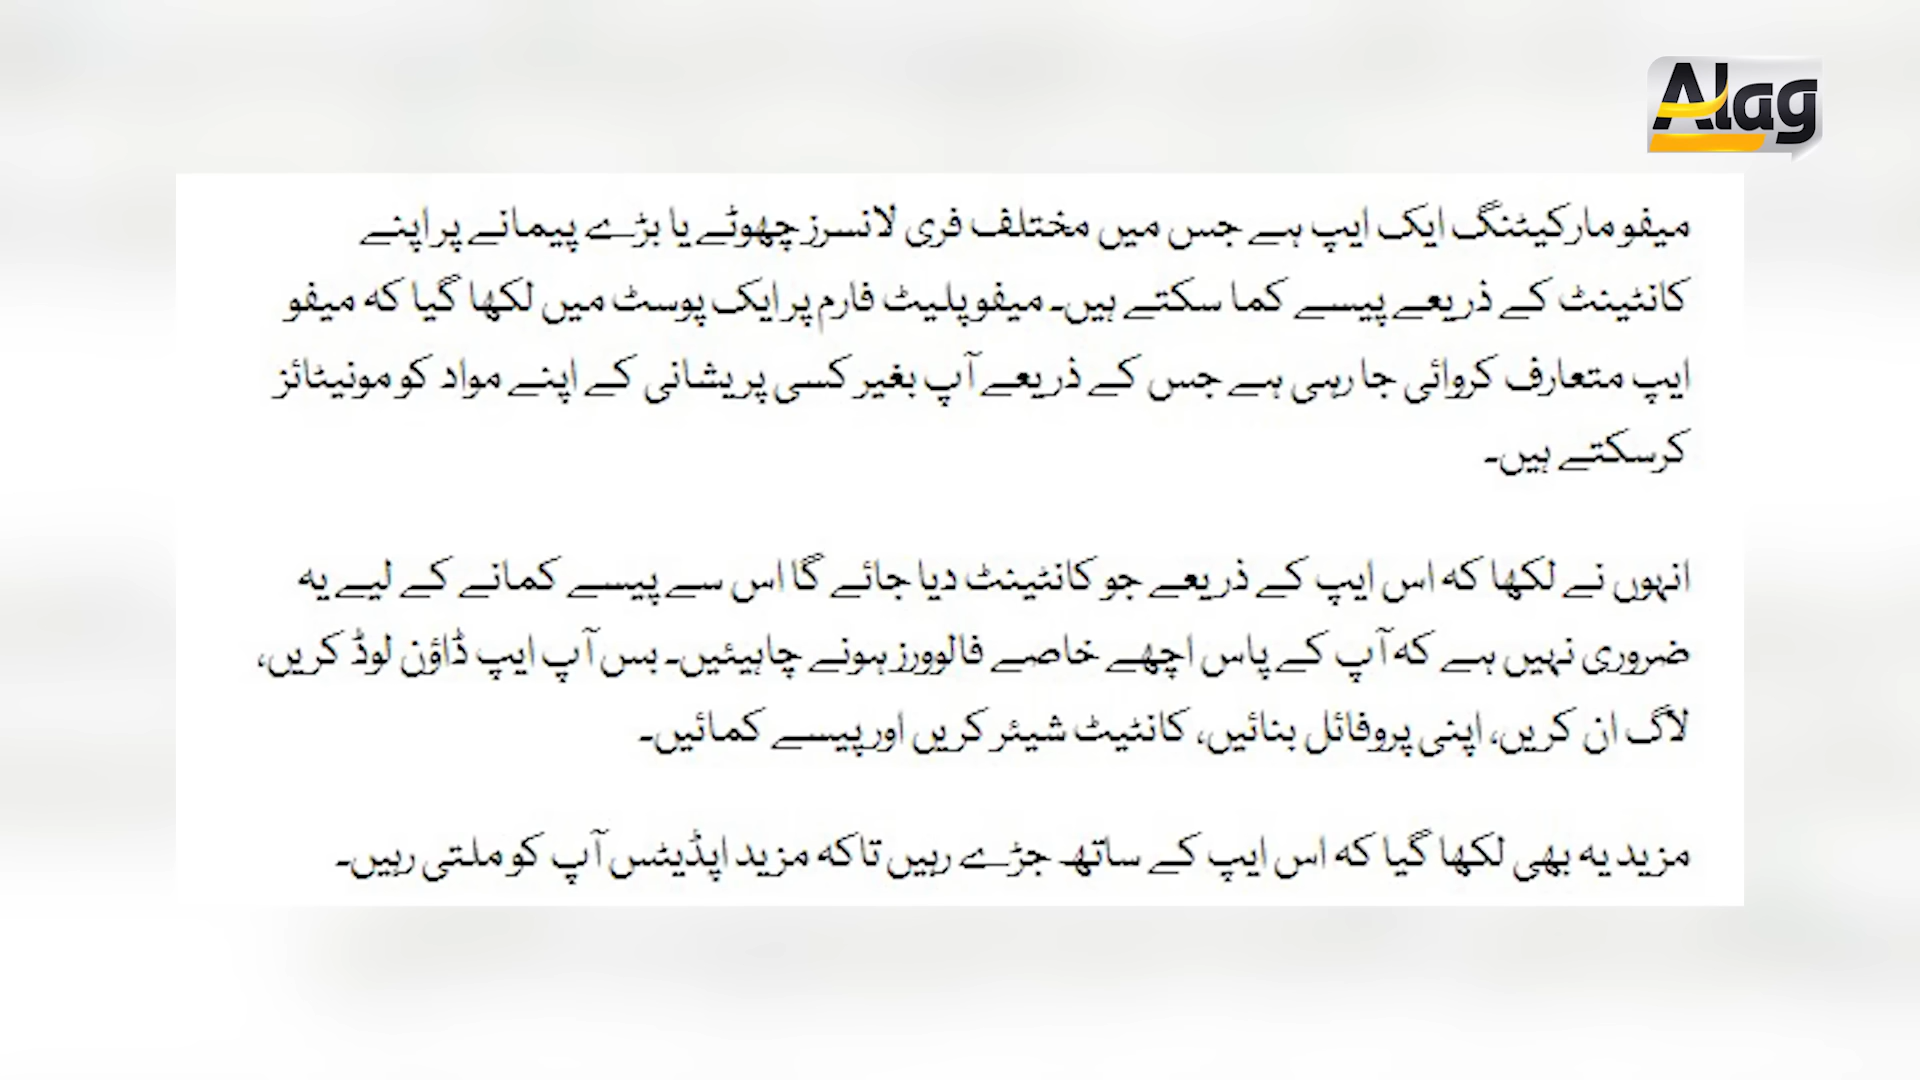 Alag
میفو مارکیٹنگ ایک ایپ ہے جس میں مختلف فری لانسرز چھوٹے یا بڑے پیمانے پر اپنے
کانٹینٹ کے ذریعے پیسے کما سکتے ہیں۔ میفو پلیٹ فارم پر ایک پوسٹ میں لکھا گیا کہ میفو
ایپ متعارف کروائی جا رہی ہے جس کے ذریعے آپ بغیر کسی پریشانی کے اپنے مواد کو مونیٹائز
کرسکتے ہیں۔
انہوں نے لکھا کہ اس ایپ کے ذریعے جو کانٹینٹ دیا جائے گا اس سے پیسے کمانے کے لیے یہ
ضروری نہیں ہے کہ آپ کے پاس اچھے خاصے فالوورز ہونے چاہیئیں۔ بس آپ ایپ ڈاؤن لوڈ کریں،
لاگ ان کریں، اپنی پروفائل بنائیں، کانٹیٹ شیئر کریں اور پیسے کمائیں۔
مزید یہ بھی لکھا گیا کہ اس ایپ کے ساتھ جڑے رہیں تاکہ مزید اپڈیٹس آپ کو ملتی رہیں۔